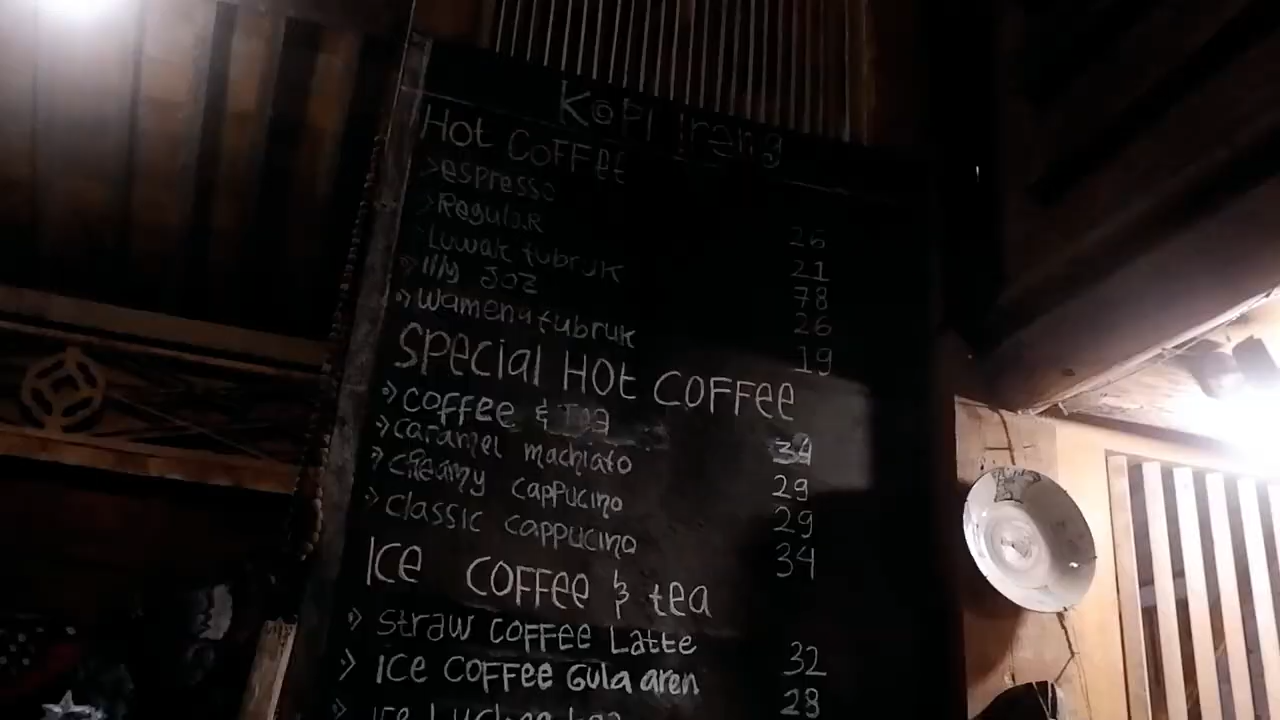 Kopi Ireng
Hot COFFEE
espresso 26
RegulaR 21
Luwak tubruk 78
JOZ 26
wamena tubruk 19
Special HOt COFFEE
coffee & 34
caramel machiato 29
creamy cappucino 29
classic cappucino 34
Ice COFFEE & tea
straw COFFEE Latte 32
ICE COFFEE Gula aren 28
ice